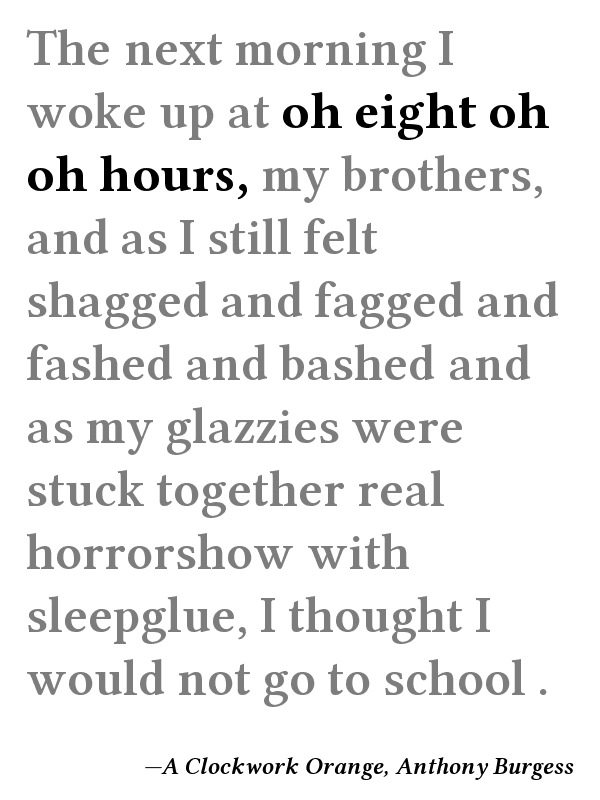 The next morning I
woke up at oh eight oh
oh hours, my brothers,
and as I still felt
shagged and fagged and
fashed and bashed and
as my glazzies were
stuck together real
horrorshow with
sleepglue, I thought I
would not go to school .
—A Clockwork Orange, Anthony Burgess